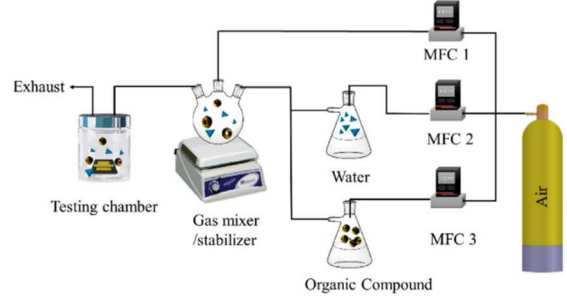 MFC 1
Exhaust
MFC 2
Water
Air
Testing chamber
Gas mixer
/stabilizer
MFC 3
Organic Compound